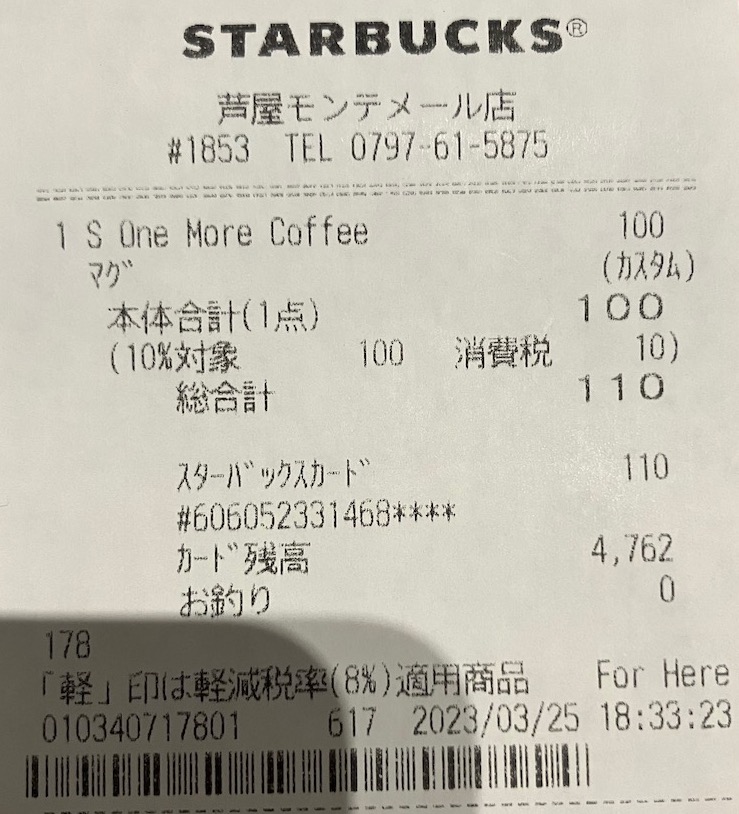 STARBUCKS®
芦屋モンテメール店
#1853 TEL 0797-61-5875
1 S One More Coffee 100
マグ (カスタム)
本体合計(1点) 100
(10%対象 100 消費税 10)
総合計 110
スターバックスカード 110
#606052331468****
カード残高 4,762
お釣り 0
178
「軽」印は軽減税率(8%)適用商品 For Here
010340717801 617 2023/03/25 18:33:23